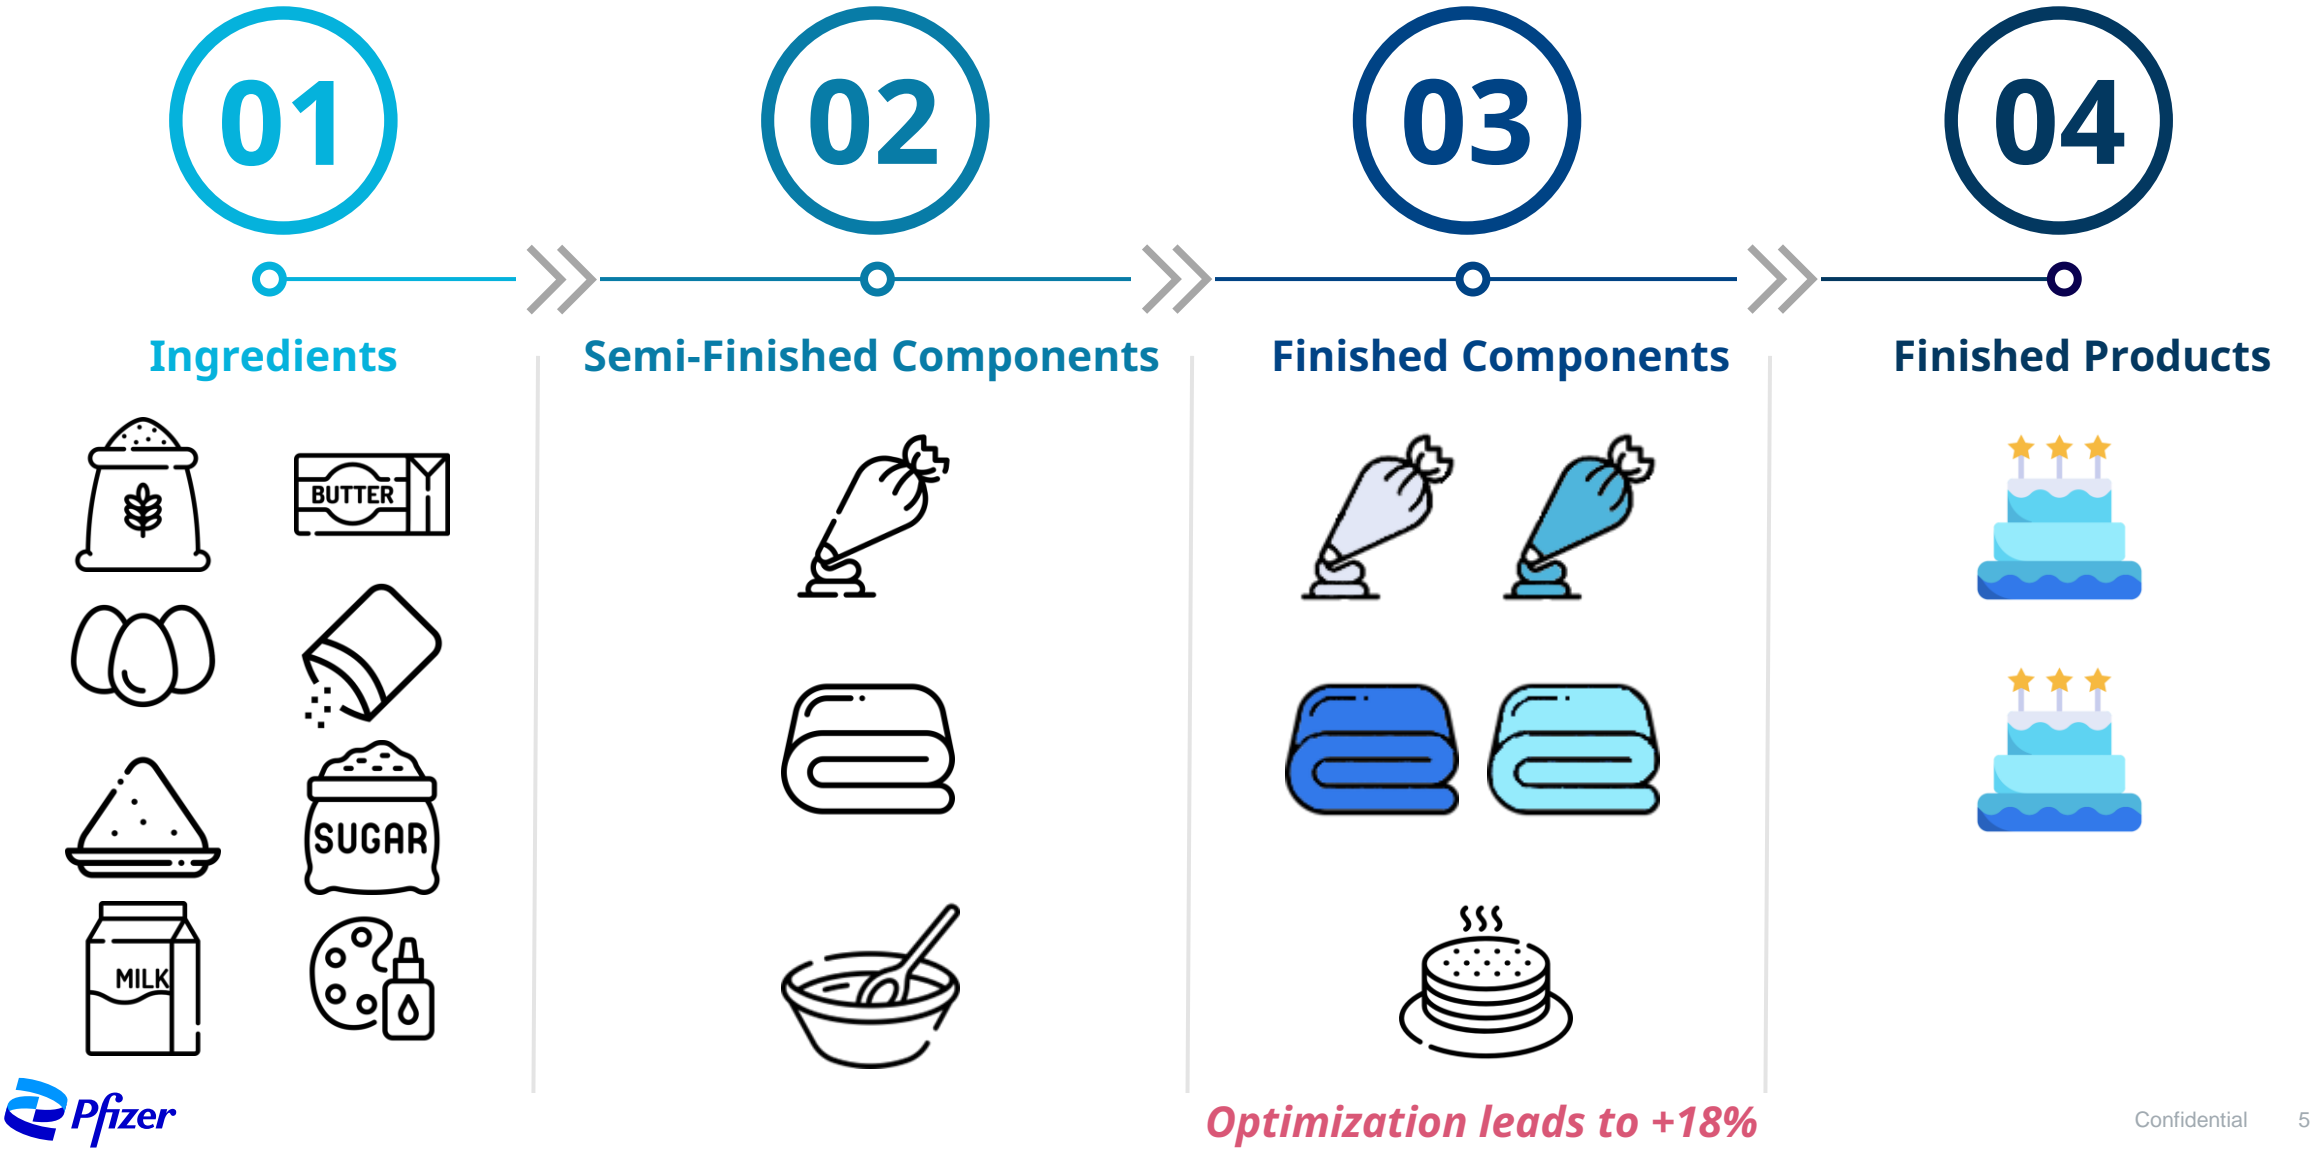 01
02
03
04
Ingredients
Semi-Finished Components
Finished Components
Finished Products
BUTTER
SUGAR
MILK
Pfizer
Optimization leads to +18%
Confidential
5